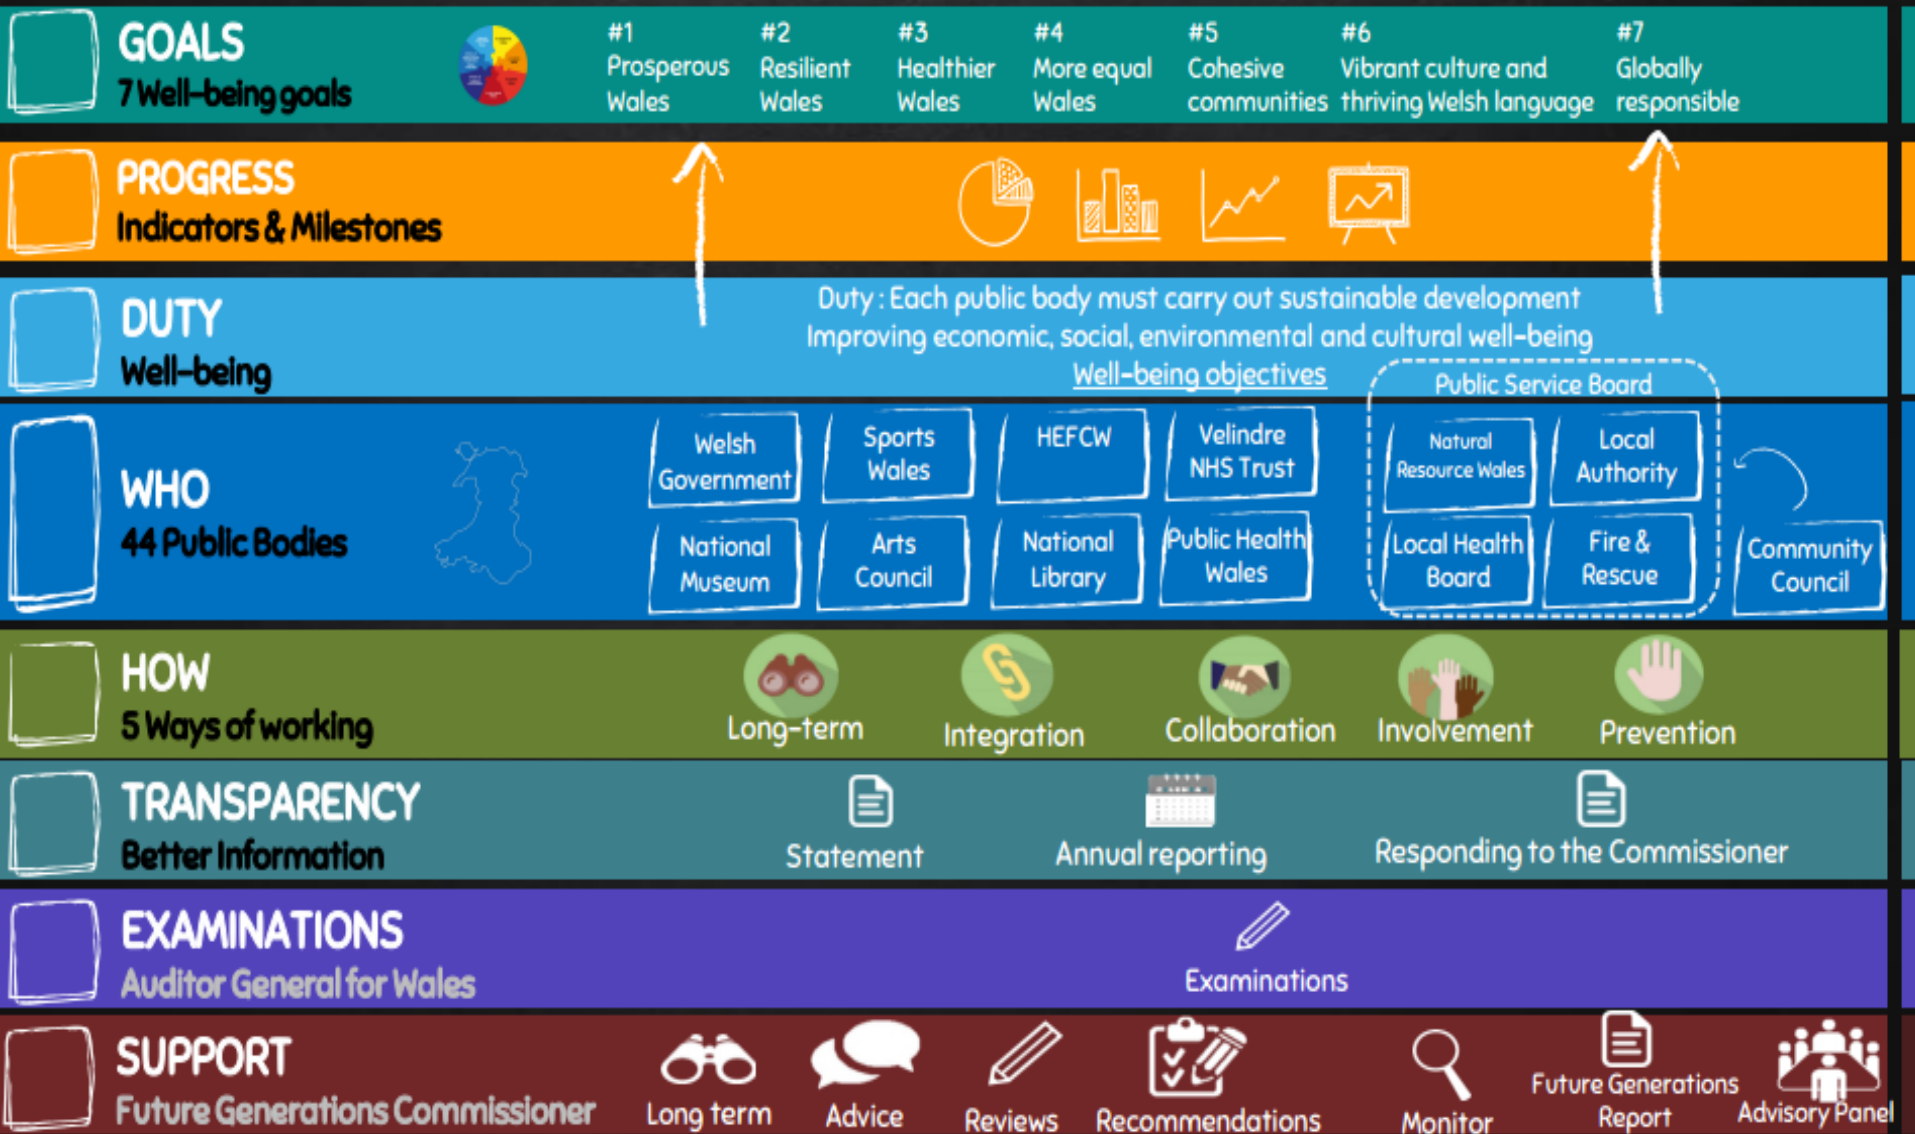 GOALS
7 Well-being goals
#1
Prosperous
Wales
#2
Resilient
Wales
#3
Healthier
Wales
#4
More equal
Wales
#5
Cohesive
communities
#6
Vibrant culture and
thriving Welsh language
#7
Globally
responsible
PROGRESS
Indicators & Milestones
DUTY
Well-being
Duty : Each public body must carry out sustainable development
Improving economic, social, environmental and cultural well-being
Well-being objectives
Public Service Board
WHO
44 Public Bodies
Welsh
Government
Sports
Wales
HEFCW
Velindre
NHS Trust
Natural
Resource Wales
Local
Authority
National
Museum
Arts
Council
National
Library
Public Health
Wales
Local Health
Board
Fire &
Rescue
Community
Council
HOW
5 Ways of working
Long-term
Integration
Collaboration
Involvement
Prevention
TRANSPARENCY
Better Information
Statement
Annual reporting
Responding to the Commissioner
EXAMINATIONS
Auditor General for Wales
Examinations
SUPPORT
Future Generations Commissioner
Long term
Advice
Reviews
Recommendations
Monitor
Future Generations
Report
Advisory Panel